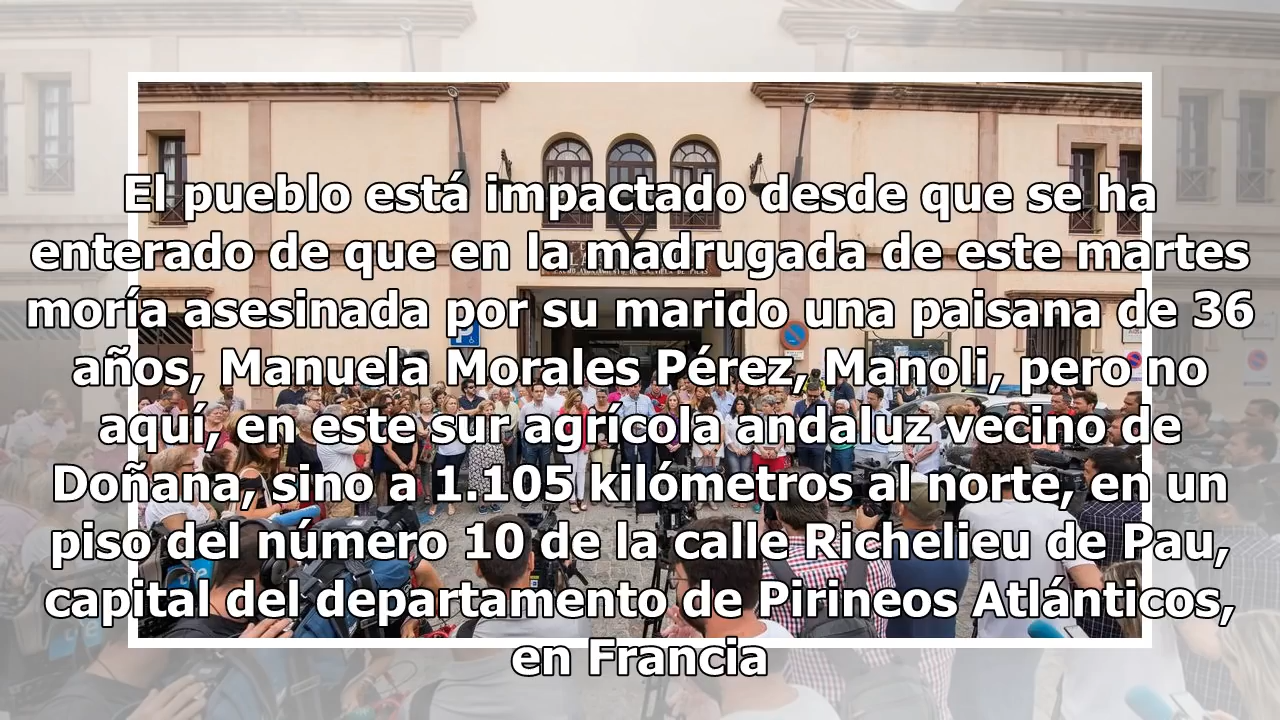 El pueblo está impactado desde que se ha
enterado de que en la madrugada de este martes
moría asesinada por su marido una paisana de 36
años, Manuela Morales Pérez, Manoli, pero no
aquí, en este sur agrícola andaluz vecino de
Doñana, sino a 1.105 kilómetros al norte, en un
piso del número 10 de la calle Richelieu de Pau,
capital del departamento de Pirineos Atlánticos,
en Francia